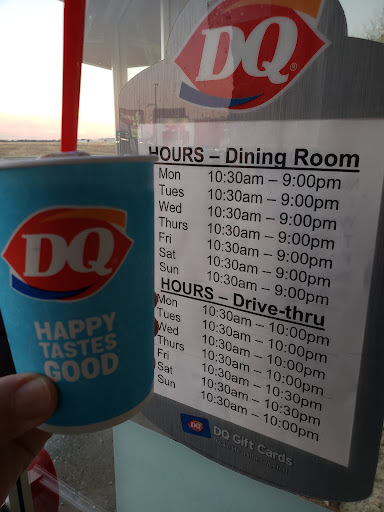 DQ
HOURS – Dining Room
Mon 10:30am – 9:00pm
Tues 10:30am – 9:00pm
Wed 10:30am – 9:00pm
Thurs 10:30am – 9:00pm
Fri 10:30am – 9:00pm
Sat 10:30am – 9:00pm
Sun 10:30am – 9:00pm
HOURS – Drive-thru
Mon 10:30am – 10:00pm
Tues 10:30am – 10:00pm
Wed 10:30am – 10:00pm
Thurs 10:30am – 10:00pm
Fri 10:30am – 10:30pm
Sat 10:30am – 10:30pm
Sun 10:30am – 10:00pm
DQ DQ Gift Cards
DQ
HAPPY
TASTES
GOOD